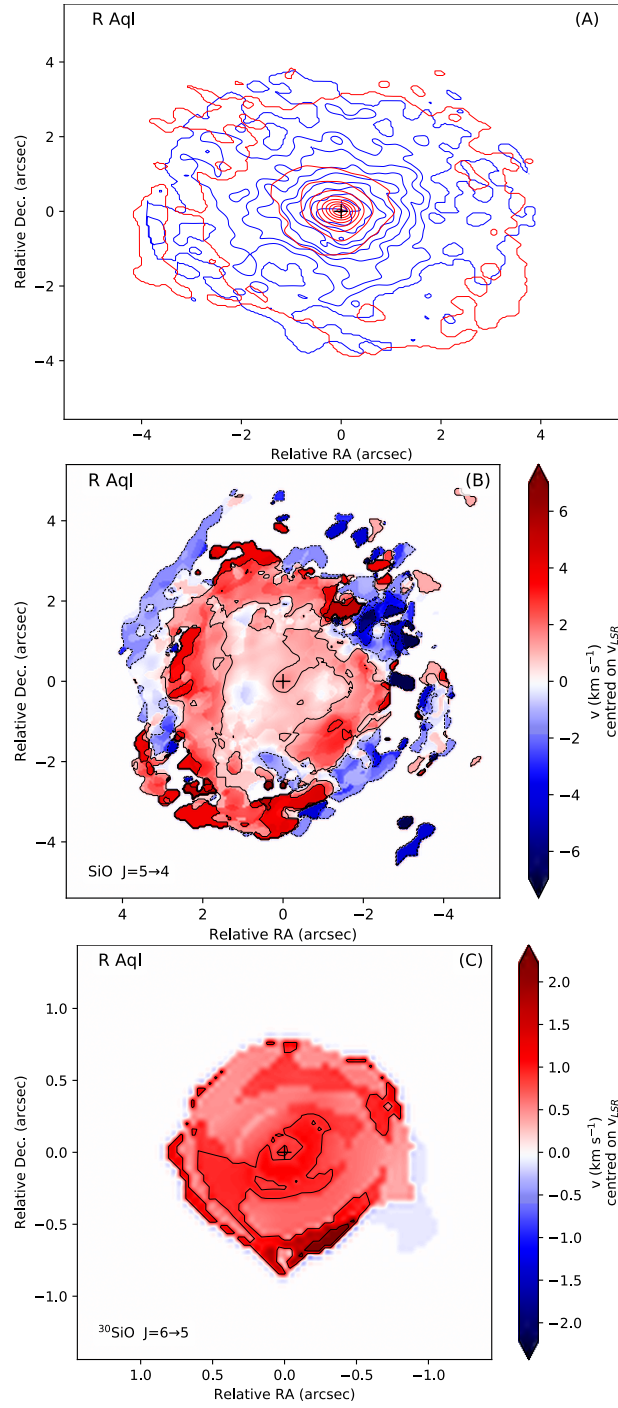 R Aql (A)
4
2
0
−2
−4
Relative Dec. (arcsec)
−4 −2 0 2 4
Relative RA (arcsec)
R Aql (B)
4
2
0
−2
−4
Relative Dec. (arcsec)
SiO J=5→4
4 2 0 −2 −4
Relative RA (arcsec)
6
4
2
0
−2
−4
−6
v (km s⁻¹)
centred on v_LSR
R Aql (C)
1.0
0.5
0.0
−0.5
−1.0
Relative Dec. (arcsec)
³⁰SiO J=6→5
1.0 0.5 0.0 −0.5 −1.0
Relative RA (arcsec)
2.0
1.5
1.0
0.5
0.0
−0.5
−1.0
−1.5
−2.0
v (km s⁻¹)
centred on v_LSR